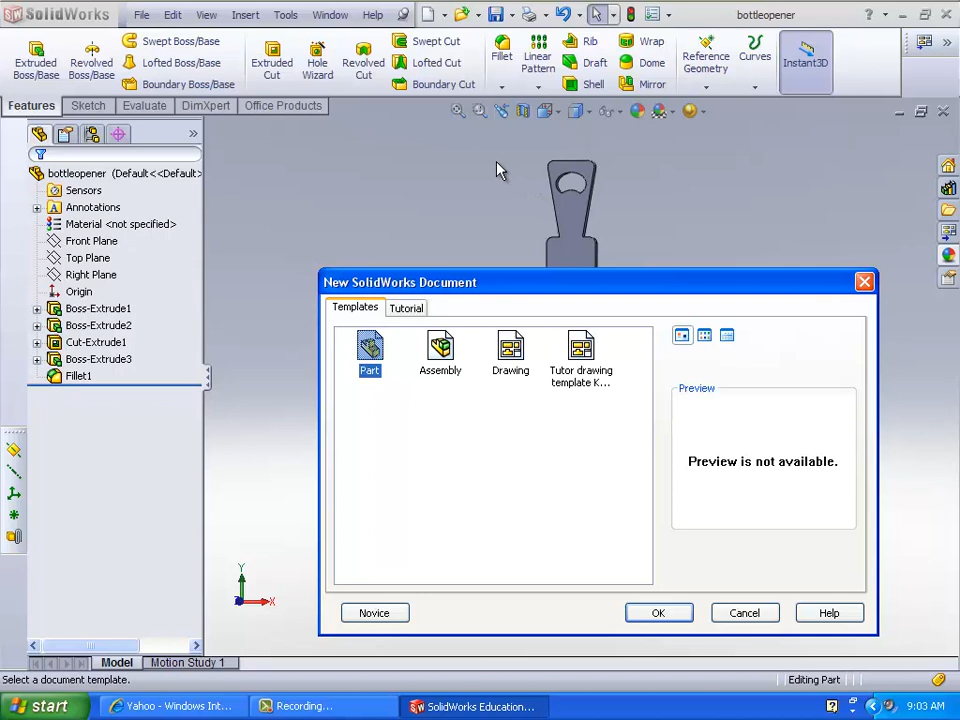 SolidWorks File Edit View Insert Tools Window Help bottleopener
Extruded Boss/Base
Revolved Boss/Base
Swept Boss/Base
Lofted Boss/Base
Boundary Boss/Base
Extruded Cut
Hole Wizard
Revolved Cut
Swept Cut
Lofted Cut
Boundary Cut
Fillet
Linear Pattern
Rib
Draft
Shell
Wrap
Dome
Mirror
Reference Geometry
Curves
Instant3D
Features Sketch Evaluate DimXpert Office Products
bottleopener (Default<<Default>
Sensors
A Annotations
Material <not specified>
Front Plane
Top Plane
Right Plane
Origin
Boss-Extrude1
Boss-Extrude2
Cut-Extrude1
Boss-Extrude3
Fillet1
New SolidWorks Document
Templates Tutorial
Part
Assembly
Drawing
Tutor drawing
template K...
Preview
Preview is not available.
Novice OK Cancel Help
Y
X
Model Motion Study 1
Select a document template. Editing Part
start Yahoo - Windows Int... Recording... SolidWorks Education... 9:03 AM